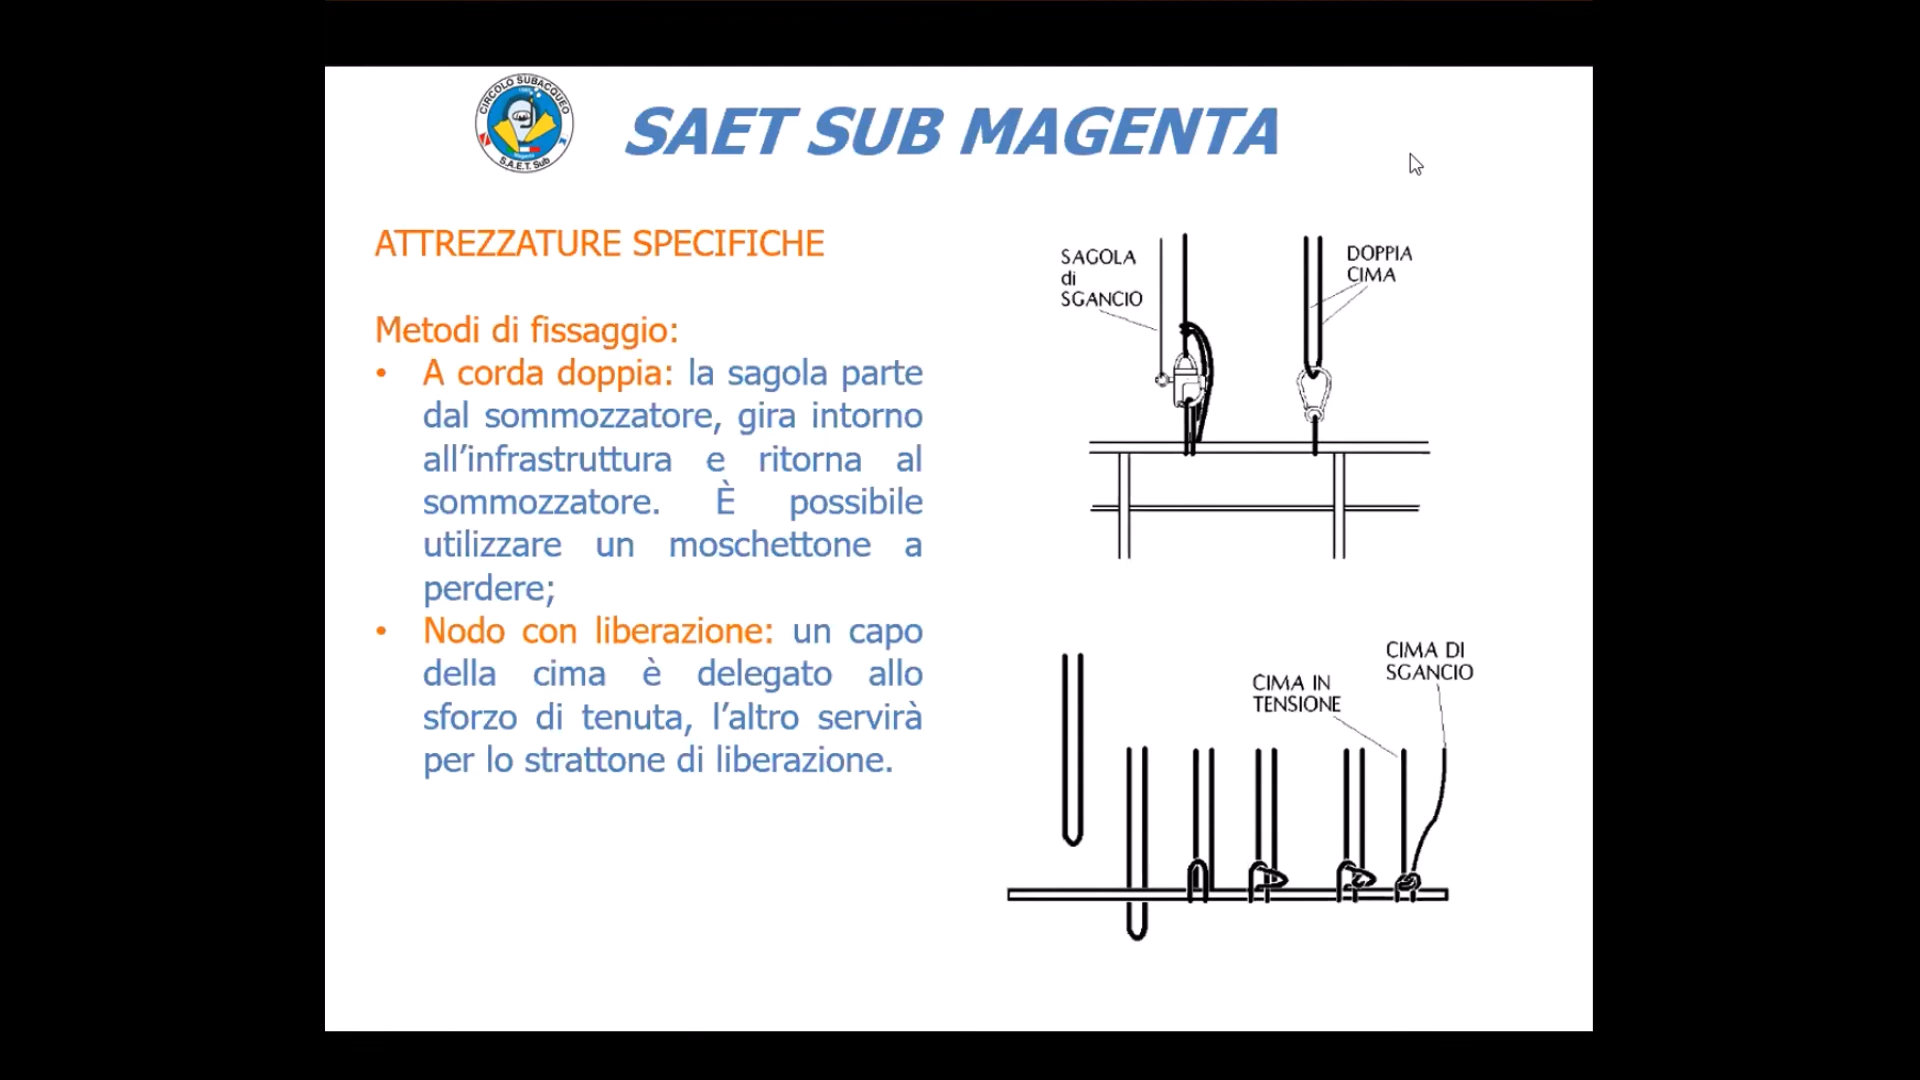 CIRCOLO SUBACQUEO
S.A.E.T. Sub
SAET SUB MAGENTA
ATTREZZATURE SPECIFICHE
Metodi di fissaggio:
• A corda doppia: la sagola parte
dal sommozzatore, gira intorno
all’infrastruttura e ritorna al
sommozzatore. È possibile
utilizzare un moschettone a
perdere;
• Nodo con liberazione: un capo
della cima è delegato allo
sforzo di tenuta, l’altro servirà
per lo strattone di liberazione.
SAGOLA
di
SGANCIO
DOPPIA
CIMA
CIMA IN
TENSIONE
CIMA DI
SGANCIO